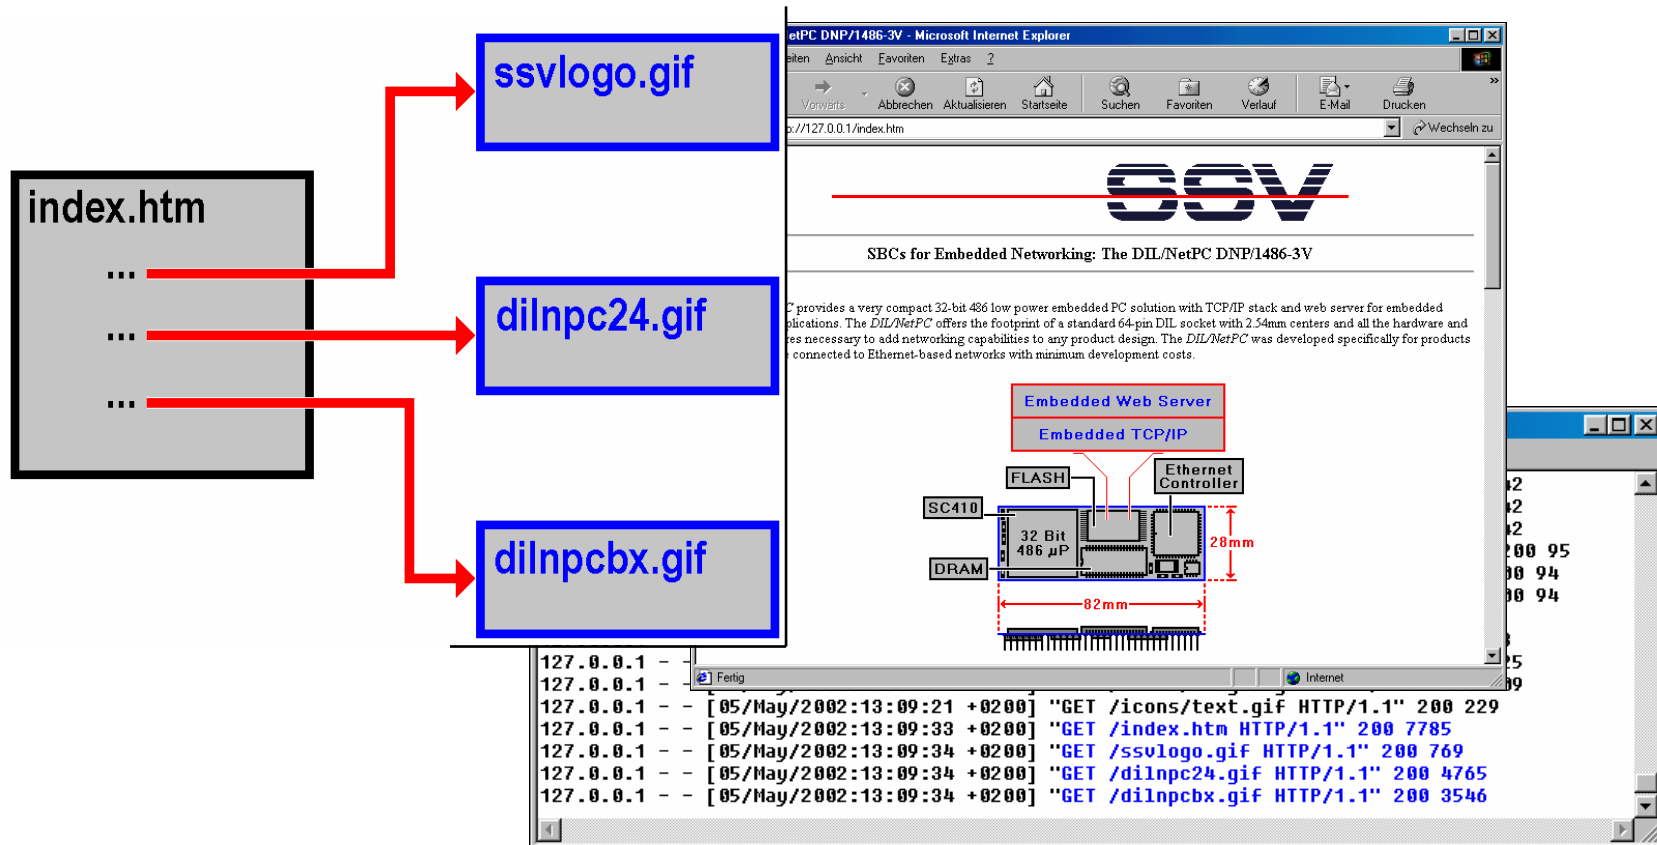 ssvlogo.gif
index.htm
...
...
...
dilnpc24.gif
dilnpcbx.gif
etPC DNP/1486-3V - Microsoft Internet Explorer
eiten Ansicht Favoriten Extras ?
Vorwärts Abbrechen Aktualisieren Startseite Suchen Favoriten Verlauf E-Mail Drucken »
p://127.0.0.1/index.htm Wechseln zu
SSV
SBCs for Embedded Networking: The DIL/NetPC DNP/1486-3V
C provides a very compact 32-bit 486 low power embedded PC solution with TCP/IP stack and web server for embedded
plications. The DIL/NetPC offers the footprint of a standard 64-pin DIL socket with 2.54mm centers and all the hardware and
res necessary to add networking capabilities to any product design. The DIL/NetPC was developed specifically for products
e connected to Ethernet-based networks with minimum development costs.
Embedded Web Server
Embedded TCP/IP
FLASH
Ethernet
Controller
SC410
32 Bit
486 µP
28mm
DRAM
82mm
Fertig Internet
42
42
42
200 95
00 94
00 94
127.0.0.1 - - 25
127.0.0.1 - - 09
127.0.0.1 - - [05/May/2002:13:09:21 +0200] "GET /icons/text.gif HTTP/1.1" 200 229
127.0.0.1 - - [05/May/2002:13:09:33 +0200] "GET /index.htm HTTP/1.1" 200 7785
127.0.0.1 - - [05/May/2002:13:09:34 +0200] "GET /ssvlogo.gif HTTP/1.1" 200 769
127.0.0.1 - - [05/May/2002:13:09:34 +0200] "GET /dilnpc24.gif HTTP/1.1" 200 4765
127.0.0.1 - - [05/May/2002:13:09:34 +0200] "GET /dilnpcbx.gif HTTP/1.1" 200 3546